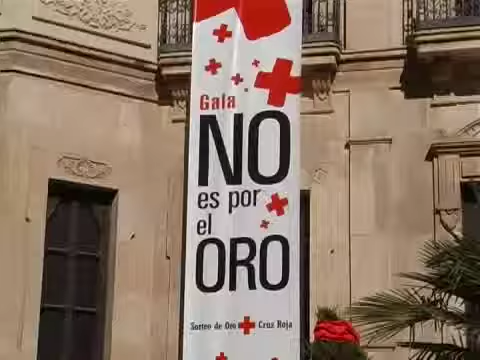 Gala
NO
es por
el
ORO
Sorteo de Oro Cruz Roja